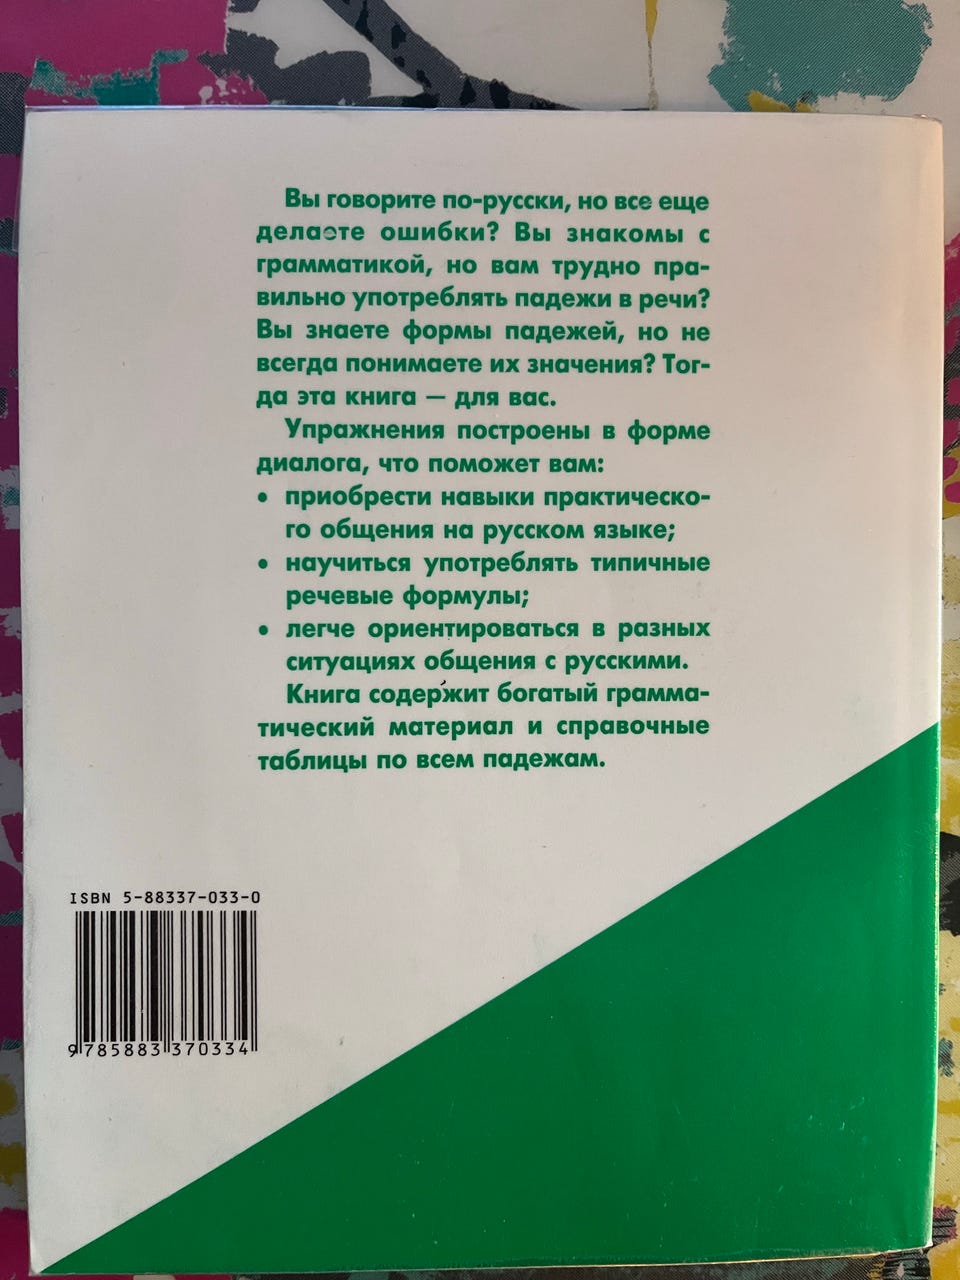 Вы говорите по-русски, но все еще
делаете ошибки? Вы знакомы с
грамматикой, но вам трудно пра-
вильно употреблять падежи в речи?
Вы знаете формы падежей, но не
всегда понимаете их значения? Тог-
да эта книга — для вас.
Упражнения построены в форме
диалога, что поможет вам:
• приобрести навыки практическо-
го общения на русском языке;
• научиться употреблять типичные
речевые формулы;
• легче ориентироваться в разных
ситуациях общения с русскими.
Книга содержит богатый грамма-
тический материал и справочные
таблицы по всем падежам.
ISBN 5-88337-033-0
9 785883 370334